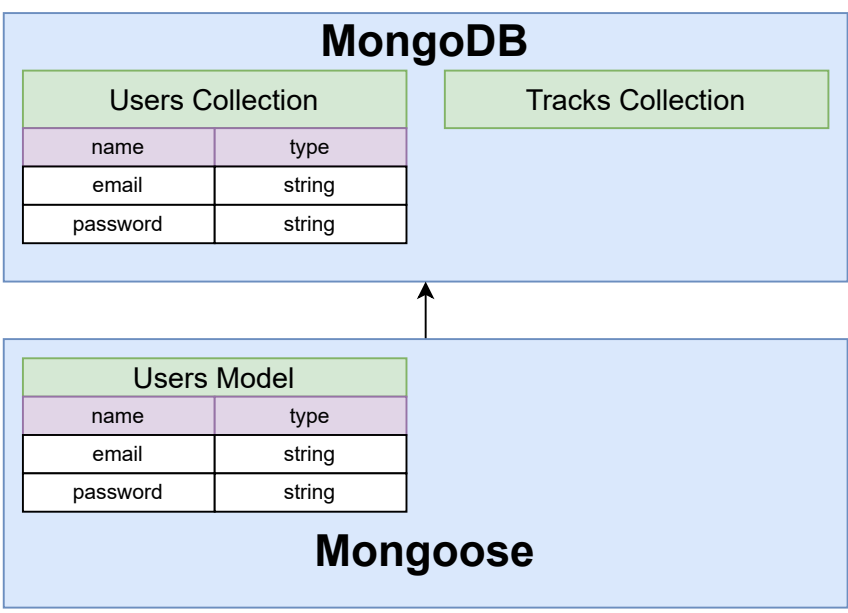 MongoDB
Users Collection
Tracks Collection
name type
email string
password string
Users Model
name type
email string
password string
Mongoose